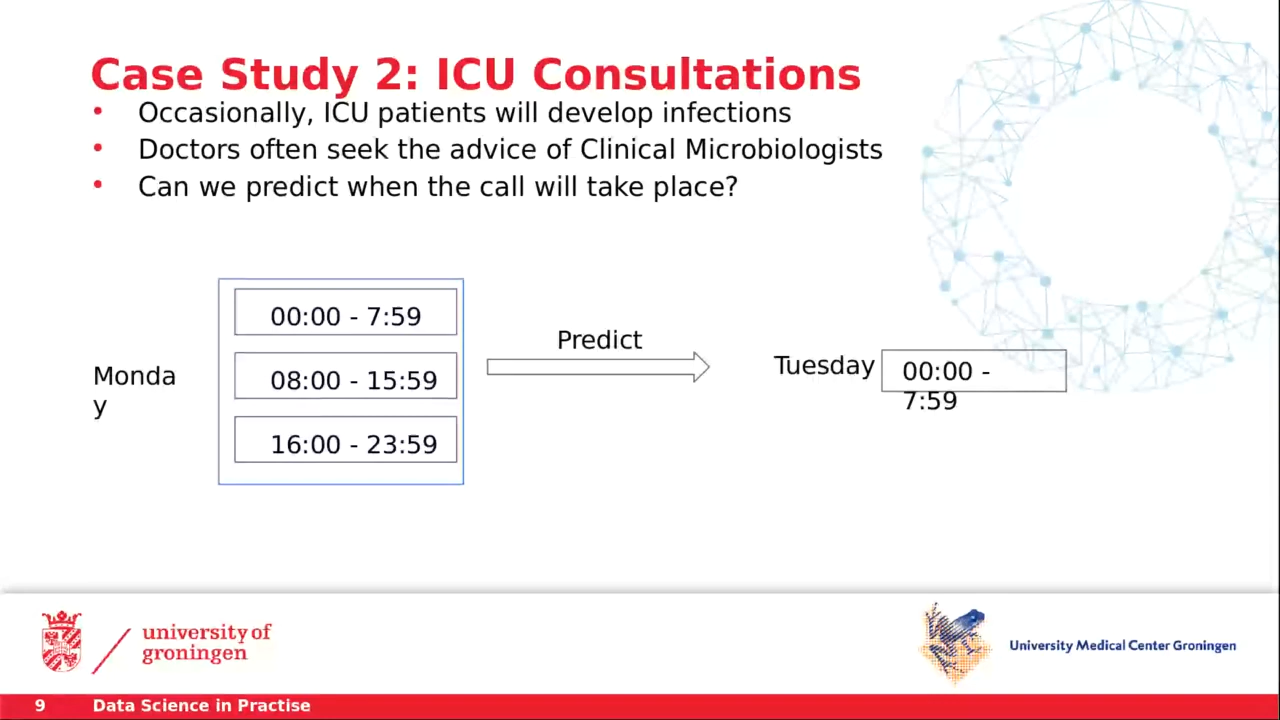 Case Study 2: ICU Consultations
• Occasionally, ICU patients will develop infections
• Doctors often seek the advice of Clinical Microbiologists
• Can we predict when the call will take place?
Monda
y
00:00 - 7:59
08:00 - 15:59
16:00 - 23:59
Predict
Tuesday
00:00 -
7:59
university of
groningen
University Medical Center Groningen
9 Data Science in Practise